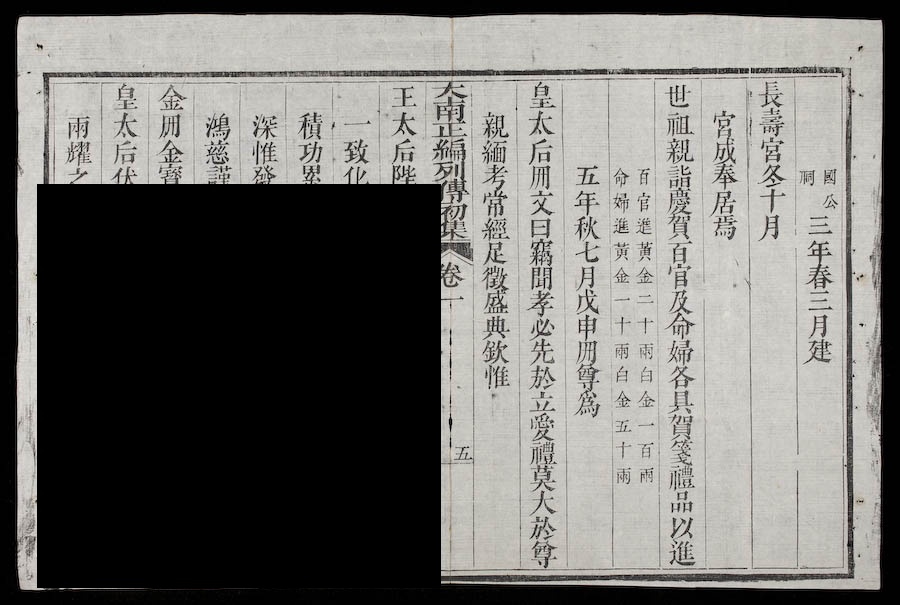 國公
祠
三年春三月建
長壽宮冬十月
宮成奉居焉
世祖親詣慶賀百官及命婦各具賀箋禮品以進
百官進黃金二十兩白金一百兩
命婦進黃金一十兩白金五十兩
五年秋七月戊申冊尊爲
皇太后冊文曰竊聞孝必先於立愛禮莫大於尊
親緬考常經足徵盛典欽惟
大南正編列傳初集
卷一
五
王太后陛
一致化
積功累
深惟發
鴻慈謹
金冊金寶
皇太后伏
兩耀之